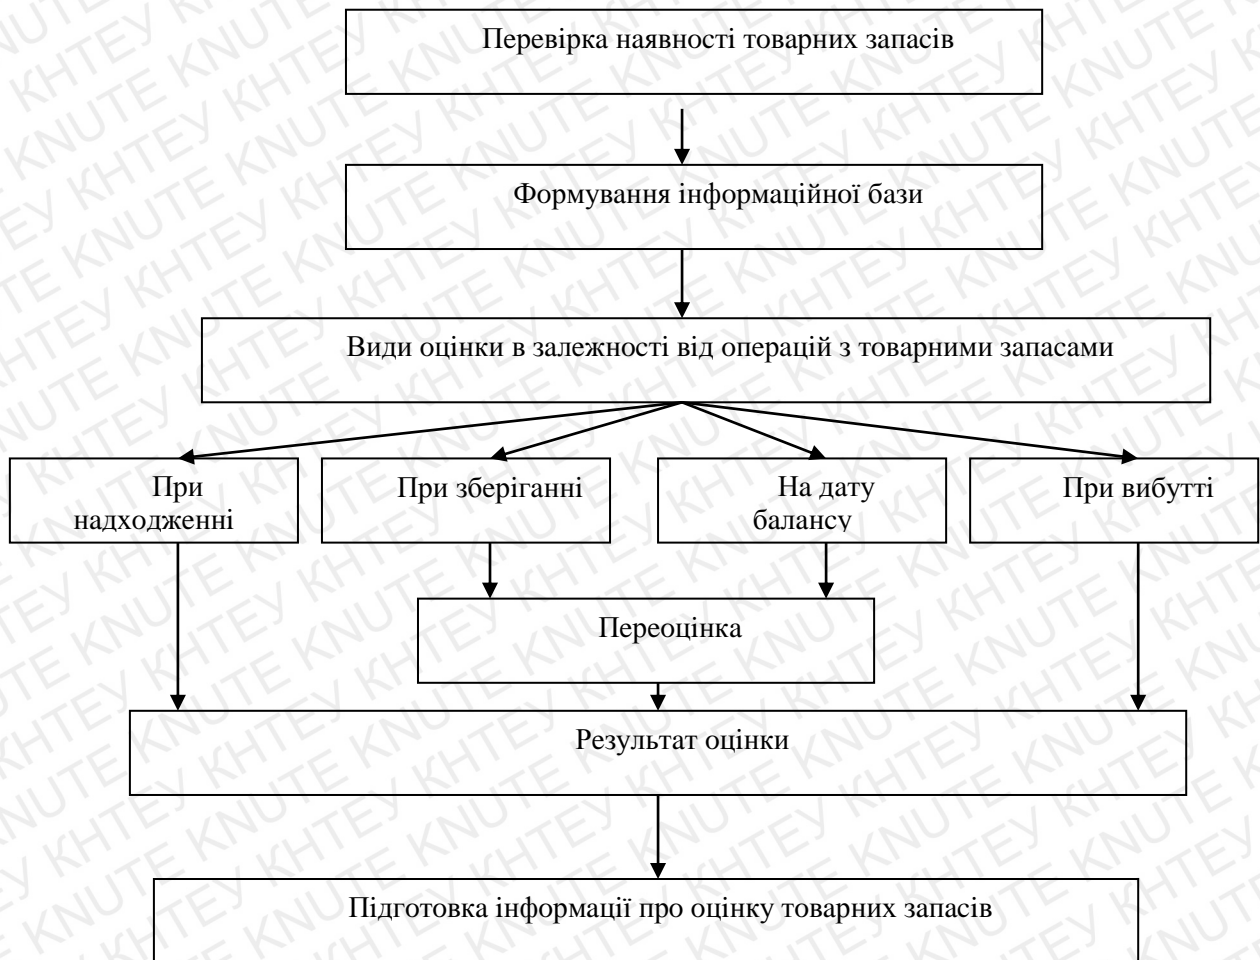 Перевірка наявності товарних запасів
Формування інформаційної бази
Види оцінки в залежності від операцій з товарними запасами
При
надходженні
При зберіганні
На дату
балансу
При вибутті
Переоцінка
Результат оцінки
Підготовка інформації про оцінку товарних запасів